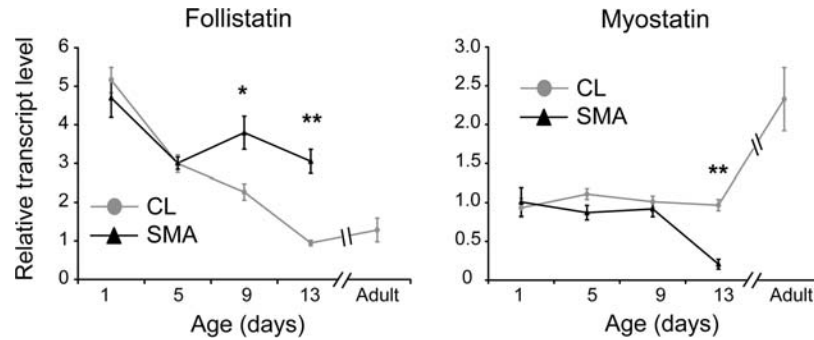 Follistatin
Relative transcript level
6
5
4
3
2
1
0
*
**
CL
SMA
1 5 9 13 Adult
Age (days)
Myostatin
3.0
2.5
2.0
1.5
1.0
0.5
0
CL
SMA
**
1 5 9 13 Adult
Age (days)